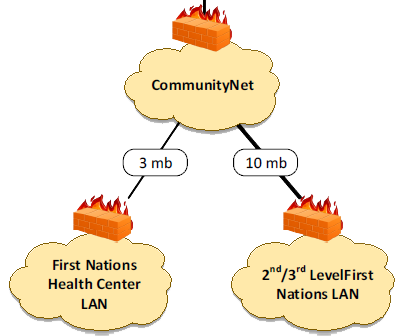 CommunityNet
3 mb
10 mb
First Nations
Health Center
LAN
2nd/3rd LevelFirst
Nations LAN